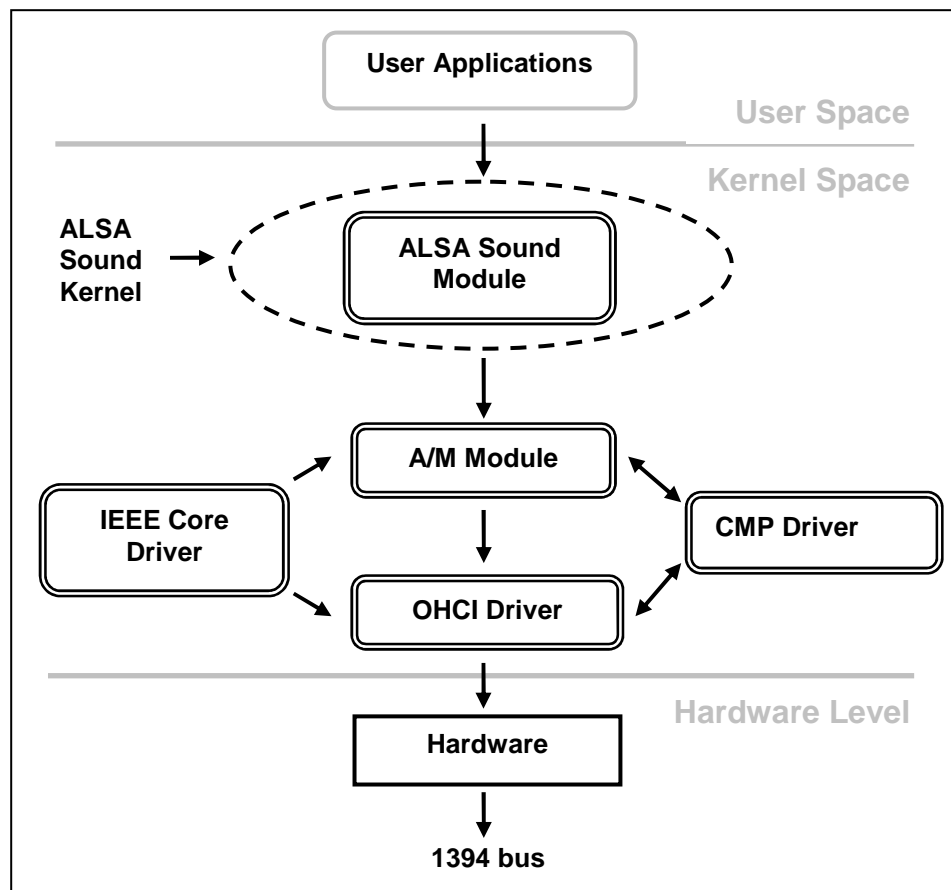 User Applications
User Space
Kernel Space
ALSA
Sound
Kernel
ALSA Sound
Module
A/M Module
IEEE Core
Driver
CMP Driver
OHCI Driver
Hardware Level
Hardware
1394 bus